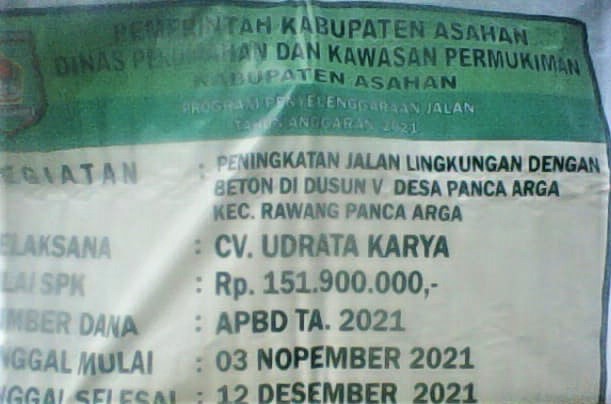 PEMERINTAH KABUPATEN ASAHAN
DINAS PERUMAHAN DAN KAWASAN PERMUKIMAN
KABUPATEN ASAHAN
PROGRAM PENYELENGGARAAN JALAN
TAHUN ANGGARAN 2021
EGIATAN : PENINGKATAN JALAN LINGKUNGAN DENGAN
BETON DI DUSUN V DESA PANCA ARGA
KEC. RAWANG PANCA ARGA
ELAKSANA : CV. UDRATA KARYA
LAI SPK : Rp. 151.900.000,-
MBER DANA : APBD TA. 2021
NGGAL MULAI : 03 NOPEMBER 2021
NGGAL SELESAI : 12 DESEMBER 2021